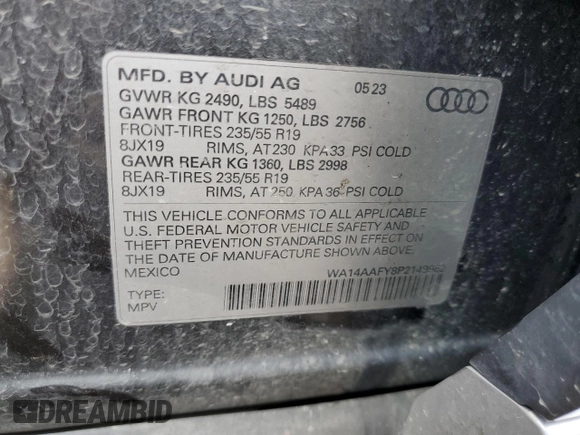 MFD. BY AUDI AG 05 23
GVWR KG 2490, LBS 5489
GAWR FRONT KG 1250, LBS 2756
FRONT-TIRES 235/55 R19
8JX19 RIMS, AT 230 KPA 33 PSI COLD
GAWR REAR KG 1360, LBS 2998
REAR-TIRES 235/55 R19
8JX19 RIMS, AT 250 KPA 36 PSI COLD
THIS VEHICLE CONFORMS TO ALL APPLICABLE
U.S. FEDERAL MOTOR VEHICLE SAFETY AND
THEFT PREVENTION STANDARDS IN EFFECT ON
THE DATE OF MANUFACTURE SHOWN ABOVE.
MEXICO
TYPE:
MPV
DREAMBID